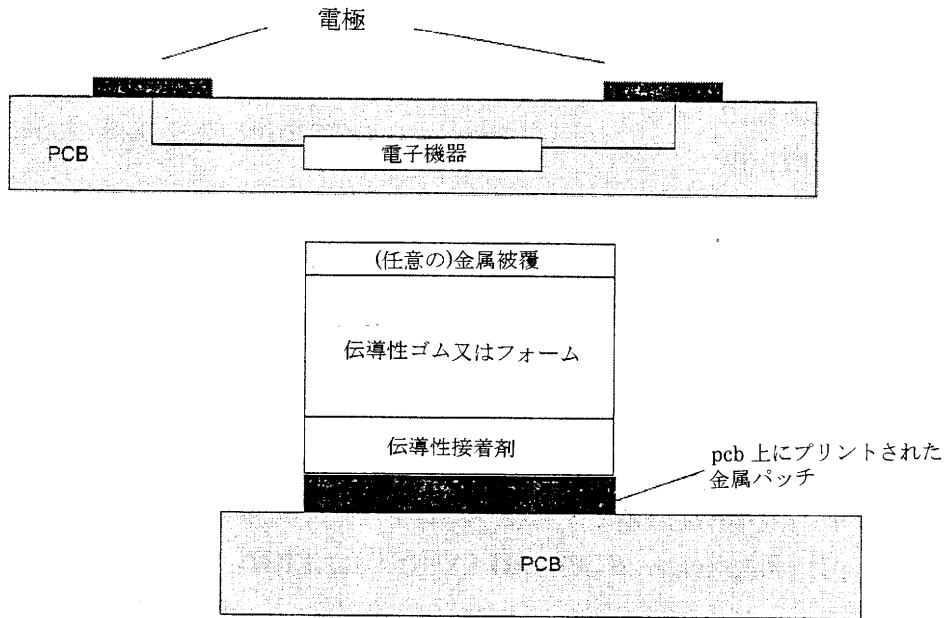 電極
PCB
電子機器
(任意の)金属被覆
伝導性ゴム又はフォーム
伝導性接着剤
pcb 上にプリントされた
金属パッチ
PCB